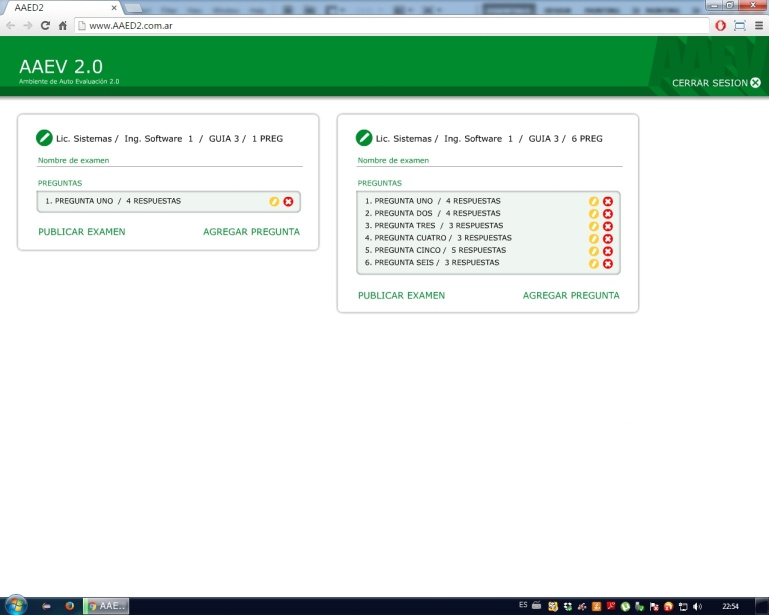 AAED2
www.AAED2.com.ar
AAEV 2.0
Ambiente de Auto Evaluación 2.0
AAEV
CERRAR SESION
Lic. Sistemas / Ing. Software 1 / GUIA 3 / 1 PREG
Nombre de examen
PREGUNTAS
1. PREGUNTA UNO / 4 RESPUESTAS
PUBLICAR EXAMEN
AGREGAR PREGUNTA
Lic. Sistemas / Ing. Software 1 / GUIA 3 / 6 PREG
Nombre de examen
PREGUNTAS
1. PREGUNTA UNO / 4 RESPUESTAS
2. PREGUNTA DOS / 4 RESPUESTAS
3. PREGUNTA TRES / 3 RESPUESTAS
4. PREGUNTA CUATRO / 3 RESPUESTAS
5. PREGUNTA CINCO / 5 RESPUESTAS
6. PREGUNTA SEIS / 3 RESPUESTAS
PUBLICAR EXAMEN
AGREGAR PREGUNTA
AAE...
ES
22:54